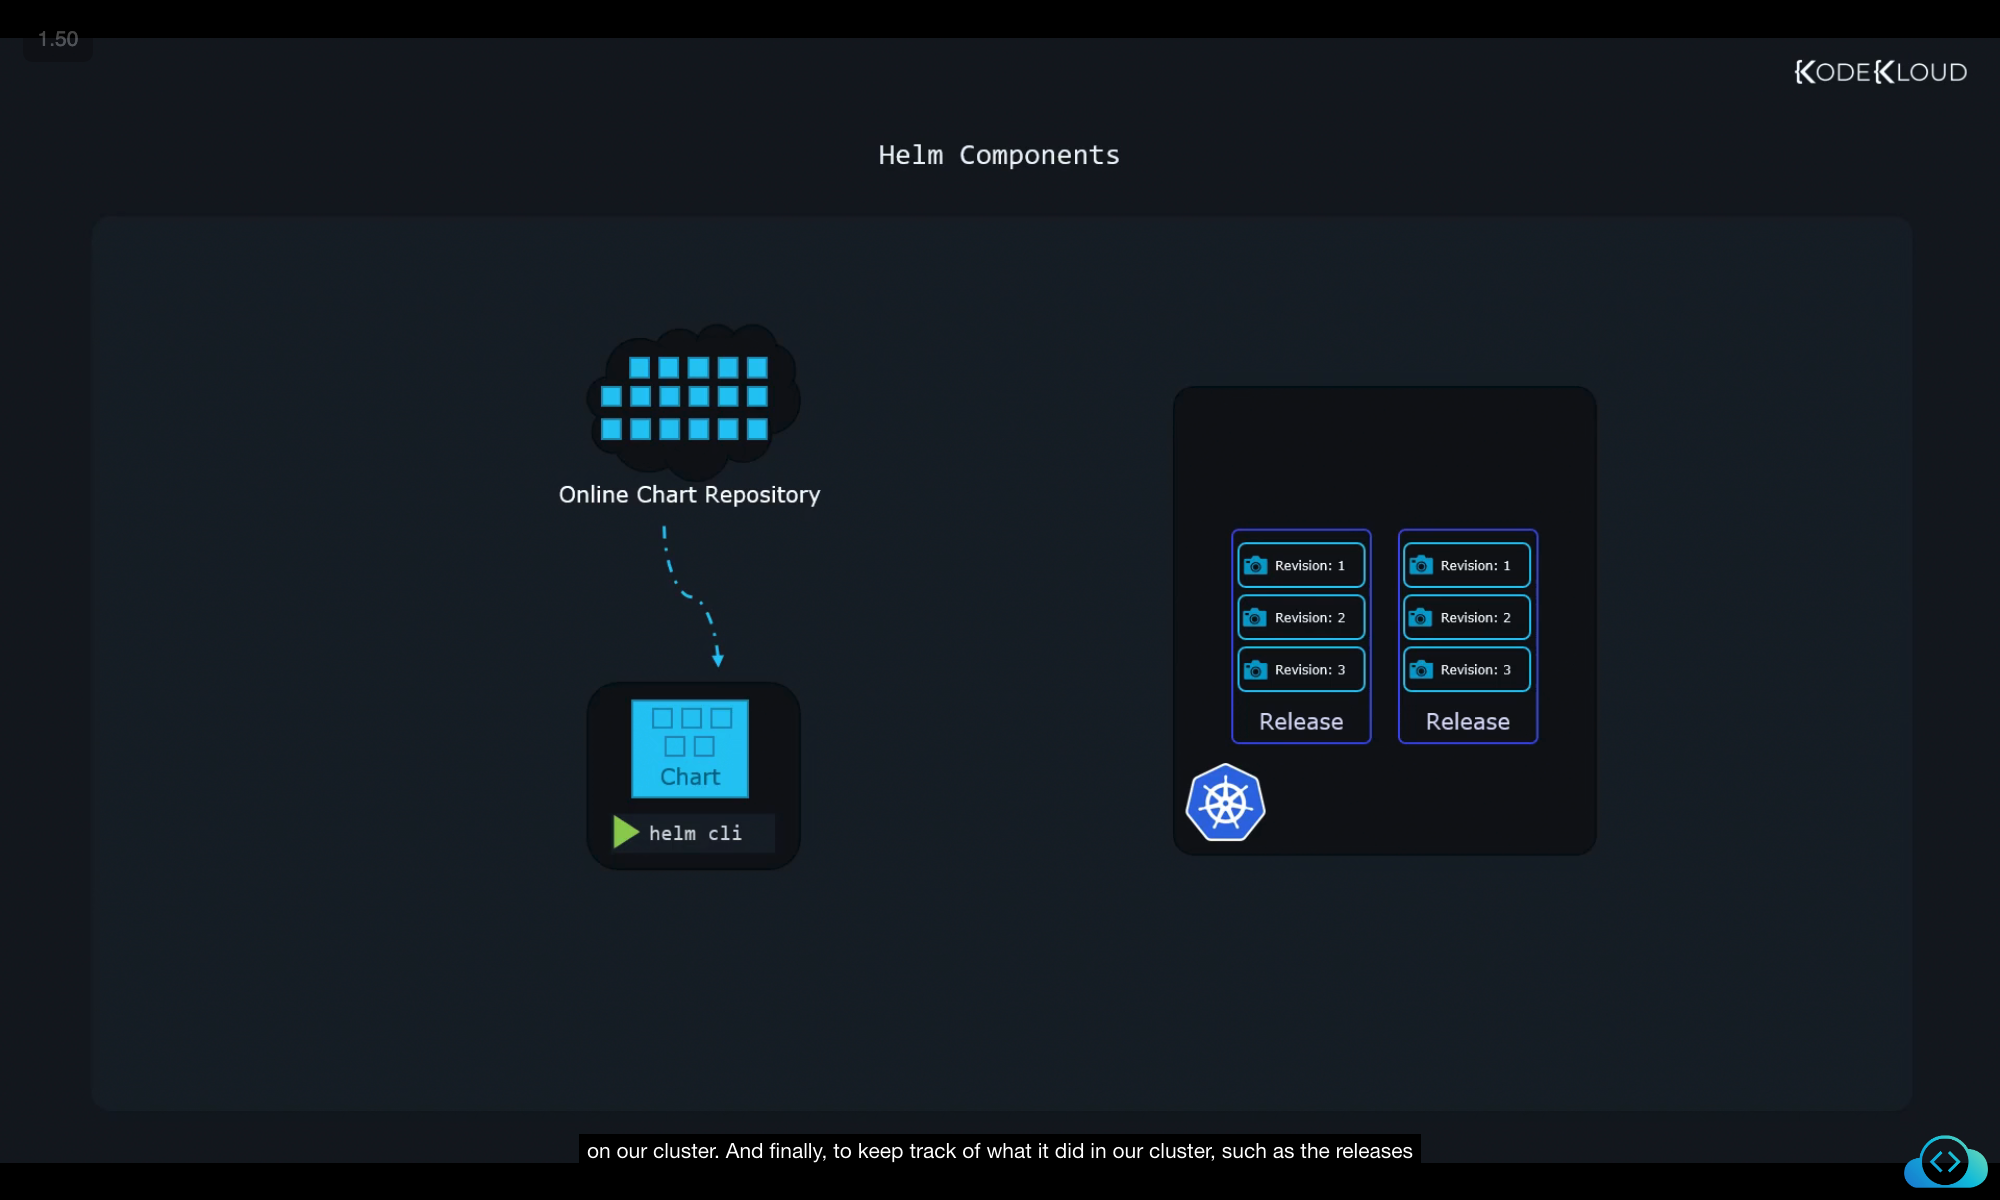 1.50
KODEKLOUD
Helm Components
Online Chart Repository
Chart
helm cli
Revision: 1
Revision: 2
Revision: 3
Release
Revision: 1
Revision: 2
Revision: 3
Release
on our cluster. And finally, to keep track of what it did in our cluster, such as the releases